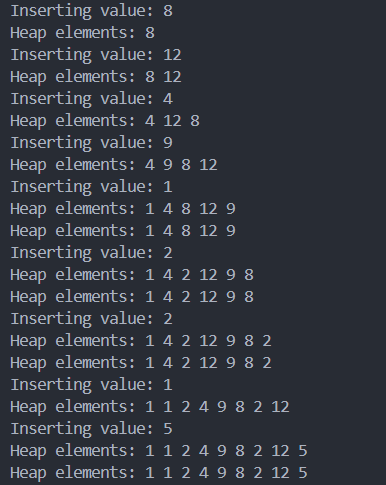 Inserting value: 8
Heap elements: 8
Inserting value: 12
Heap elements: 8 12
Inserting value: 4
Heap elements: 4 12 8
Inserting value: 9
Heap elements: 4 9 8 12
Inserting value: 1
Heap elements: 1 4 8 12 9
Heap elements: 1 4 8 12 9
Inserting value: 2
Heap elements: 1 4 2 12 9 8
Heap elements: 1 4 2 12 9 8
Inserting value: 2
Heap elements: 1 4 2 12 9 8 2
Heap elements: 1 4 2 12 9 8 2
Inserting value: 1
Heap elements: 1 1 2 4 9 8 2 12
Inserting value: 5
Heap elements: 1 1 2 4 9 8 2 12 5
Heap elements: 1 1 2 4 9 8 2 12 5